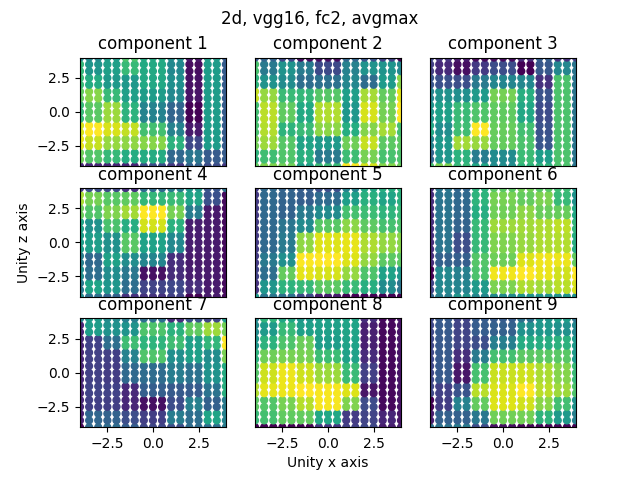 2d, vgg16, fc2, avgmax
component 1
component 2
component 3
2.5
0.0
−2.5
component 4
component 5
component 6
2.5
0.0
−2.5
Unity z axis
component 7
component 8
component 9
2.5
0.0
−2.5
−2.5
0.0
2.5
−2.5
0.0
2.5
−2.5
0.0
2.5
Unity x axis